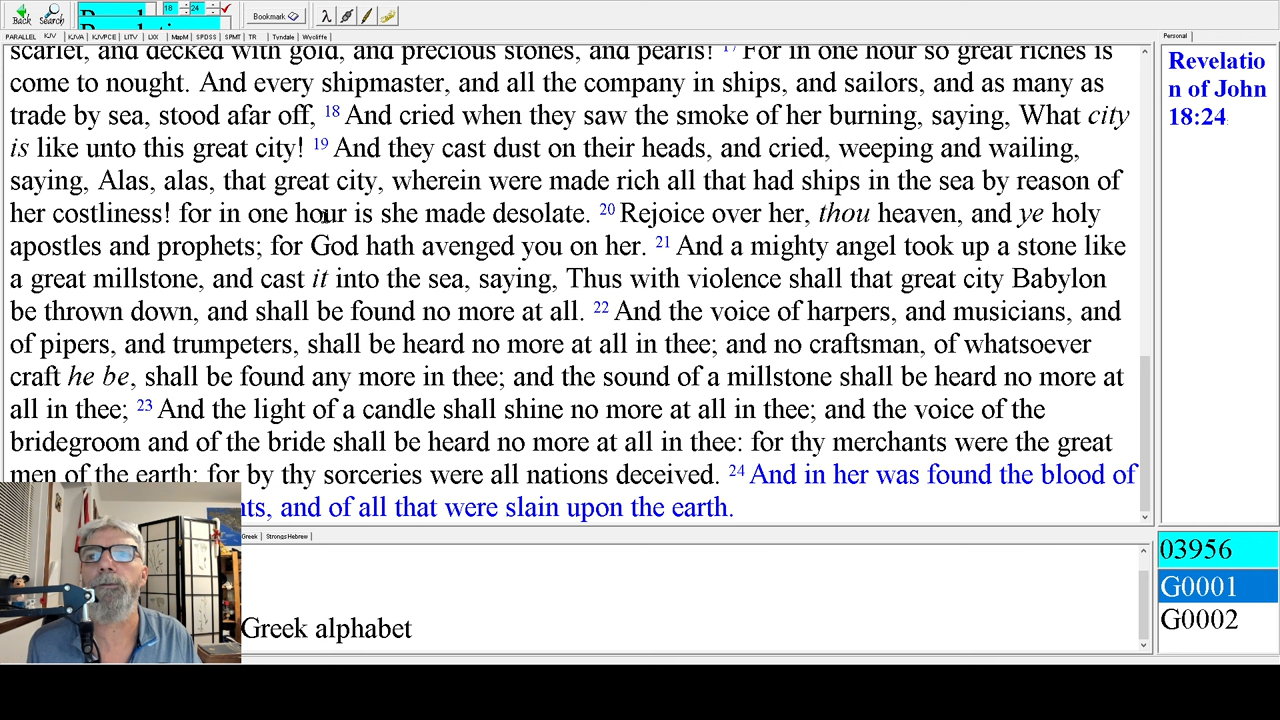 Back
Search
18
24
Bookmark
PARALLEL KJV KJVA KJVPCE LITV LXX MapM SPDSS SPMT TR Tyndale Wycliffe
Personal
scarlet, and decked with gold, and precious stones, and pearls! 17 For in one hour so great riches is
come to nought. And every shipmaster, and all the company in ships, and sailors, and as many as
trade by sea, stood afar off, 18 And cried when they saw the smoke of her burning, saying, What city
is like unto this great city! 19 And they cast dust on their heads, and cried, weeping and wailing,
saying, Alas, alas, that great city, wherein were made rich all that had ships in the sea by reason of
her costliness! for in one hour is she made desolate. 20 Rejoice over her, thou heaven, and ye holy
apostles and prophets; for God hath avenged you on her. 21 And a mighty angel took up a stone like
a great millstone, and cast it into the sea, saying, Thus with violence shall that great city Babylon
be thrown down, and shall be found no more at all. 22 And the voice of harpers, and musicians, and
of pipers, and trumpeters, shall be heard no more at all in thee; and no craftsman, of whatsoever
craft he be, shall be found any more in thee; and the sound of a millstone shall be heard no more at
all in thee; 23 And the light of a candle shall shine no more at all in thee; and the voice of the
bridegroom and of the bride shall be heard no more at all in thee: for thy merchants were the great
men of the earth; for by thy sorceries were all nations deceived. 24 And in her was found the blood of
and of all that were slain upon the earth.
Revelatio
n of John
18:24
Greek Strongs Hebrew
Greek alphabet
03956
G0001
G0002